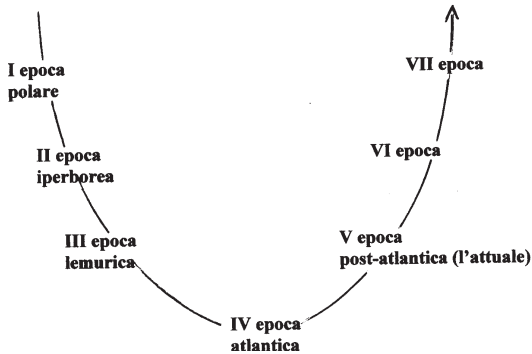 I epoca
polare
II epoca
iperborea
III epoca
lemurica
IV epoca
atlantica
V epoca
post-atlantica (l'attuale)
VI epoca
VII epoca